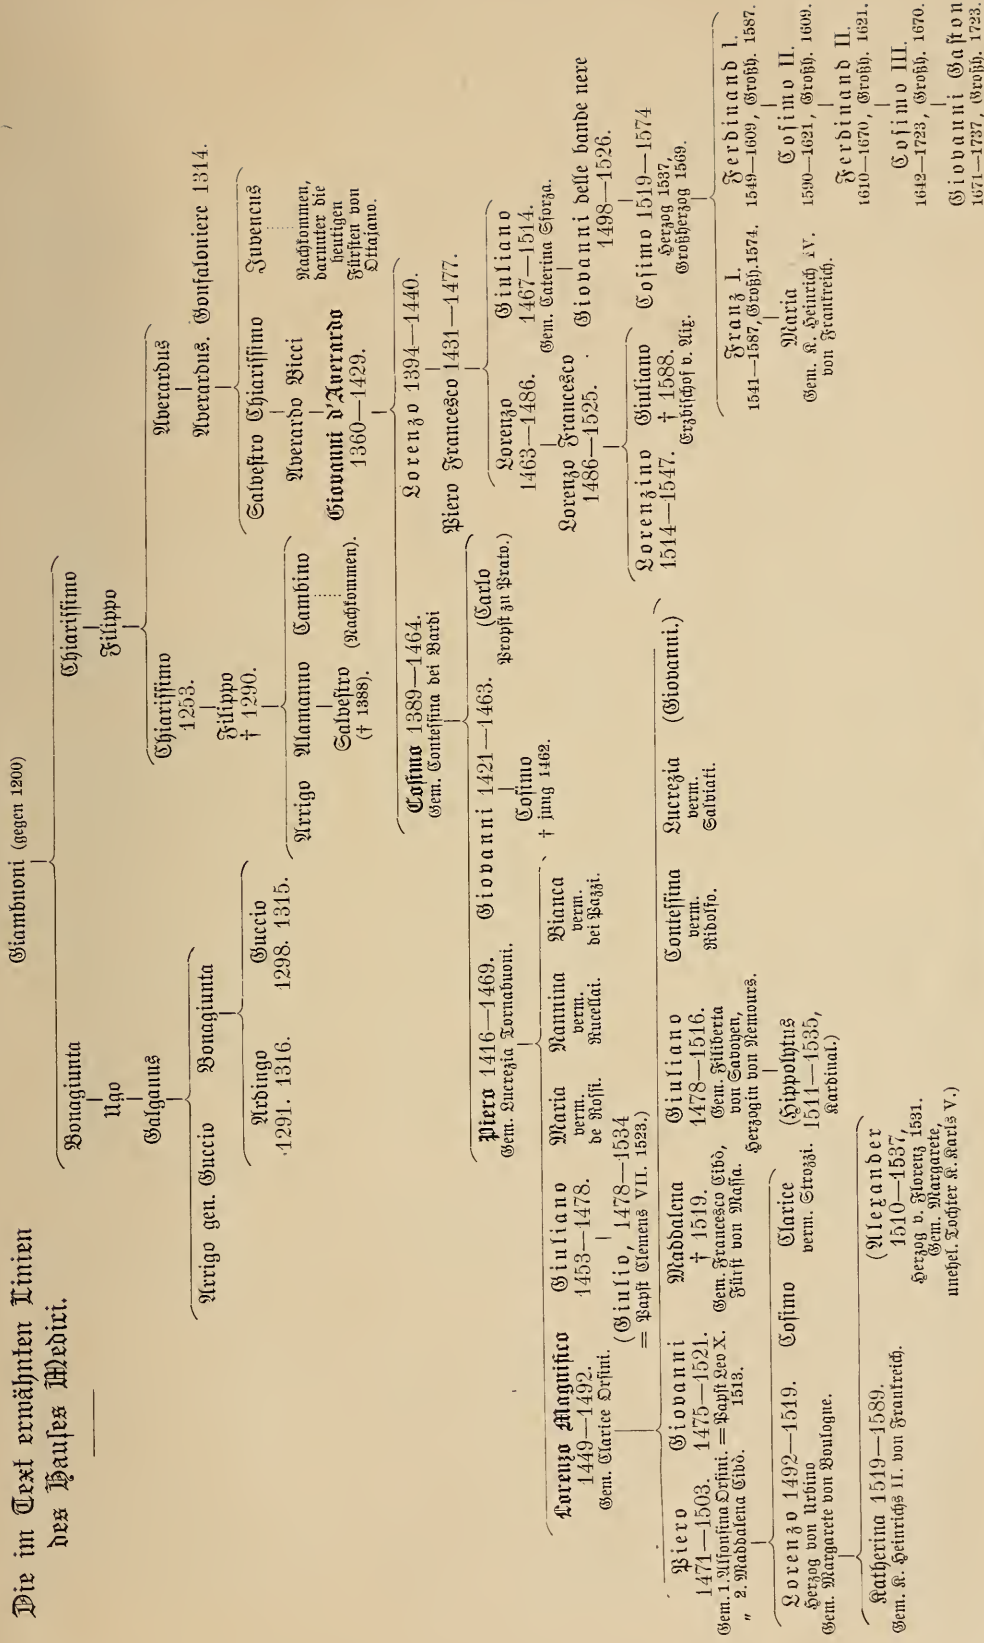 Die im Text erwähnten Linien
des Hauses Medici.
Giambuoni (gegen 1200)
Bonagiunta
Ugo
Galganus
Arrigo gen. Guccio
Bonagiunta
Ardingo
1291. 1316.
Guccio
1298. 1315.
Chiarissimo
Filippo
Chiarissimo
1253.
Filippo
† 1290.
Arrigo
Alamanno
Salvestro
(† 1388).
Cambino
(Nachkommen).
Averardus
Averardus. Gonfaloniere 1314.
Salvestro Chiarissimo
Averardo Bicci
Giovanni d'Averardo
1360—1429.
Juvencus
Nachkommen,
darunter die
heutigen
Fürsten von
Ottajano.
Cosimo 1389—1464.
Gem. Contessina dei Bardi
Lorenzo 1394—1440.
Piero Francesco 1431—1477.
Piero 1416—1469.
Gem. Lucrezia Tornabuoni.
Giovanni 1421—1463.
Cosimo
† jung 1462.
(Carlo
Propst zu Prato.)
Lorenzo
1463—1486.
Lorenzo Francesco
1486—1525.
Giuliano
1467—1514.
Gem. Caterina Sforza.
Giovanni delle bande nere
1498—1526.
Lorenzino
1514—1547.
Giuliano
† 1588.
Erzbischof v. Aix.
Cosimo 1519—1574
Herzog 1537,
Großherzog 1569.
Franz I.
1541—1587, Großh. 1574.
Maria
Gem. K. Heinrich IV.
von Frankreich.
Ferdinand I.
1549—1609, Großh. 1587.
Cosimo II.
1590—1621, Großh. 1609.
Ferdinand II.
1610—1670, Großh. 1621.
Cosimo III.
1642—1723, Großh. 1670.
Giovanni Gaston
1671—1737, Großh. 1723.
Lorenzo Magnifico
1449—1492.
Gem. Clarice Orsini.
Giuliano
1453—1478.
(Giulio, 1478—1534
= Papst Clemens VII. 1523.)
Maria
verm.
de Rossi.
Nannina
verm.
Rucellai.
Bianca
verm.
dei Pazzi.
Piero
1471—1503.
Gem. 1. Alfonsina Orsini.
„ 2. Maddalena Cibò.
Giovanni
1475—1521.
= Papst Leo X.
1513.
Maddalena
† 1519.
Gem. Francesco Cibò,
Fürst von Massa.
Giuliano
1478—1516.
Gem. Filiberta
von Savoyen,
Herzogin von Nemours.
(Hippolytus
1511—1535,
Kardinal.)
Contessina
verm.
Ridolfo.
Lucrezia
verm.
Salviati.
(Giovanni.)
Lorenzo 1492—1519.
Herzog von Urbino
Gem. Margarete von Boulogne.
Cosimo
Clarice
verm. Strozzi.
Katherina 1519—1589.
Gem. K. Heinrichs II. von Frankreich.
(Alexander
1510—1537,
Herzog v. Florenz 1531.
Gem. Margarete,
unehel. Tochter K. Karls V.)